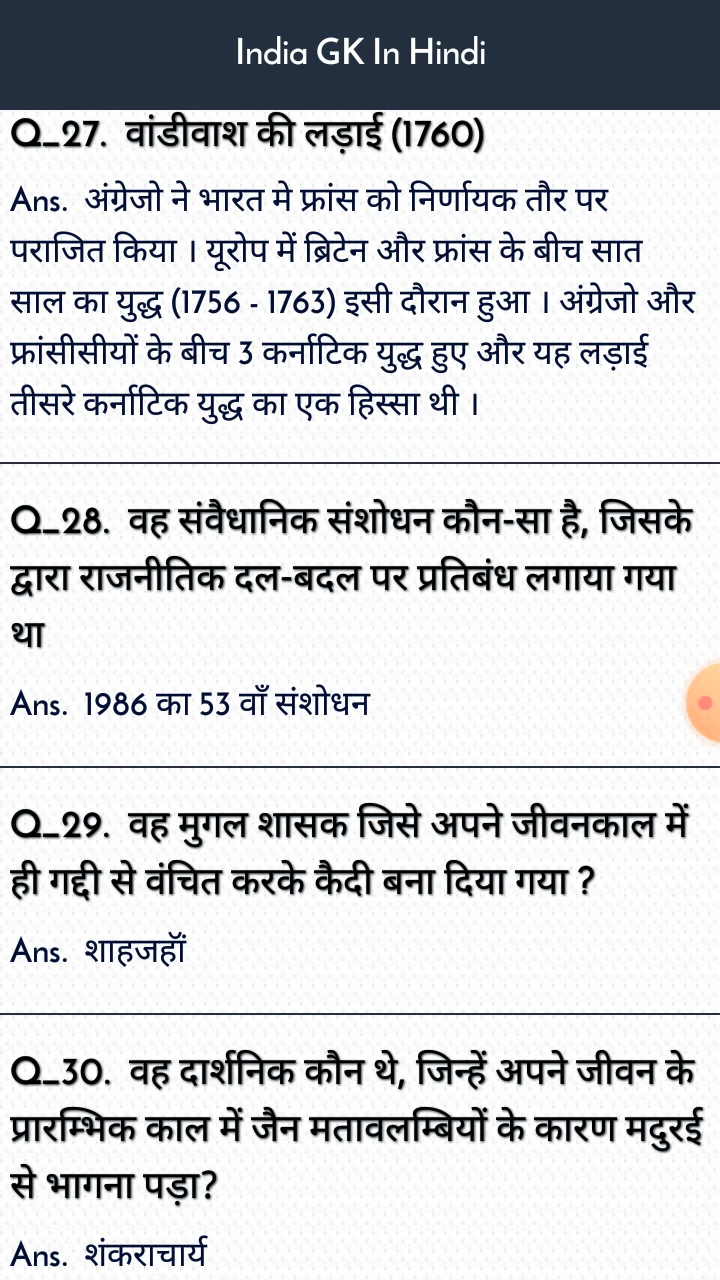 India GK In Hindi
Q_27. वांडीवाश की लड़ाई (1760)
Ans. अंग्रेजो ने भारत मे फ्रांस को निर्णायक तौर पर
पराजित किया । यूरोप में ब्रिटेन और फ्रांस के बीच सात
साल का युद्ध (1756 - 1763) इसी दौरान हुआ । अंग्रेजो और
फ्रांसीसीयों के बीच 3 कर्नाटिक युद्ध हुए और यह लड़ाई
तीसरे कर्नाटिक युद्ध का एक हिस्सा थी ।
Q_28. वह संवैधानिक संशोधन कौन-सा है, जिसके
द्वारा राजनीतिक दल-बदल पर प्रतिबंध लगाया गया
था
Ans. 1986 का 53 वाँ संशोधन
Q_29. वह मुगल शासक जिसे अपने जीवनकाल में
ही गद्दी से वंचित करके कैदी बना दिया गया ?
Ans. शाहजहॉं
Q_30. वह दार्शनिक कौन थे, जिन्हें अपने जीवन के
प्रारम्भिक काल में जैन मतावलम्बियों के कारण मदुरई
से भागना पड़ा?
Ans. शंकराचार्य